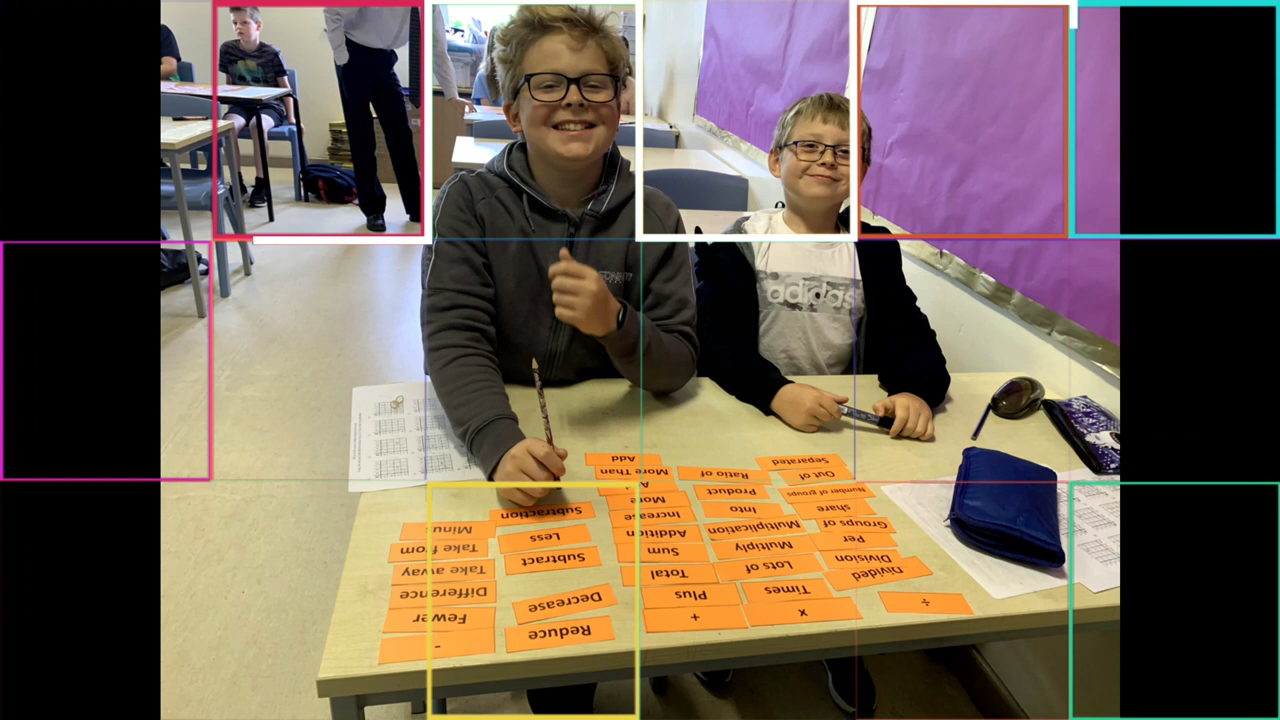 adidas
÷
Divided
Division
Per
Groups of
share
Number of groups
Out of
Separated
x
Times
Lots of
Multiply
Multiplication
Into
Product
Ratio of
+
Plus
Total
Sum
Addition
Increase
More
More Than
Add
Reduce
Decrease
Subtract
Less
Subtraction
-
Fewer
Difference
Take away
Take from
Minus